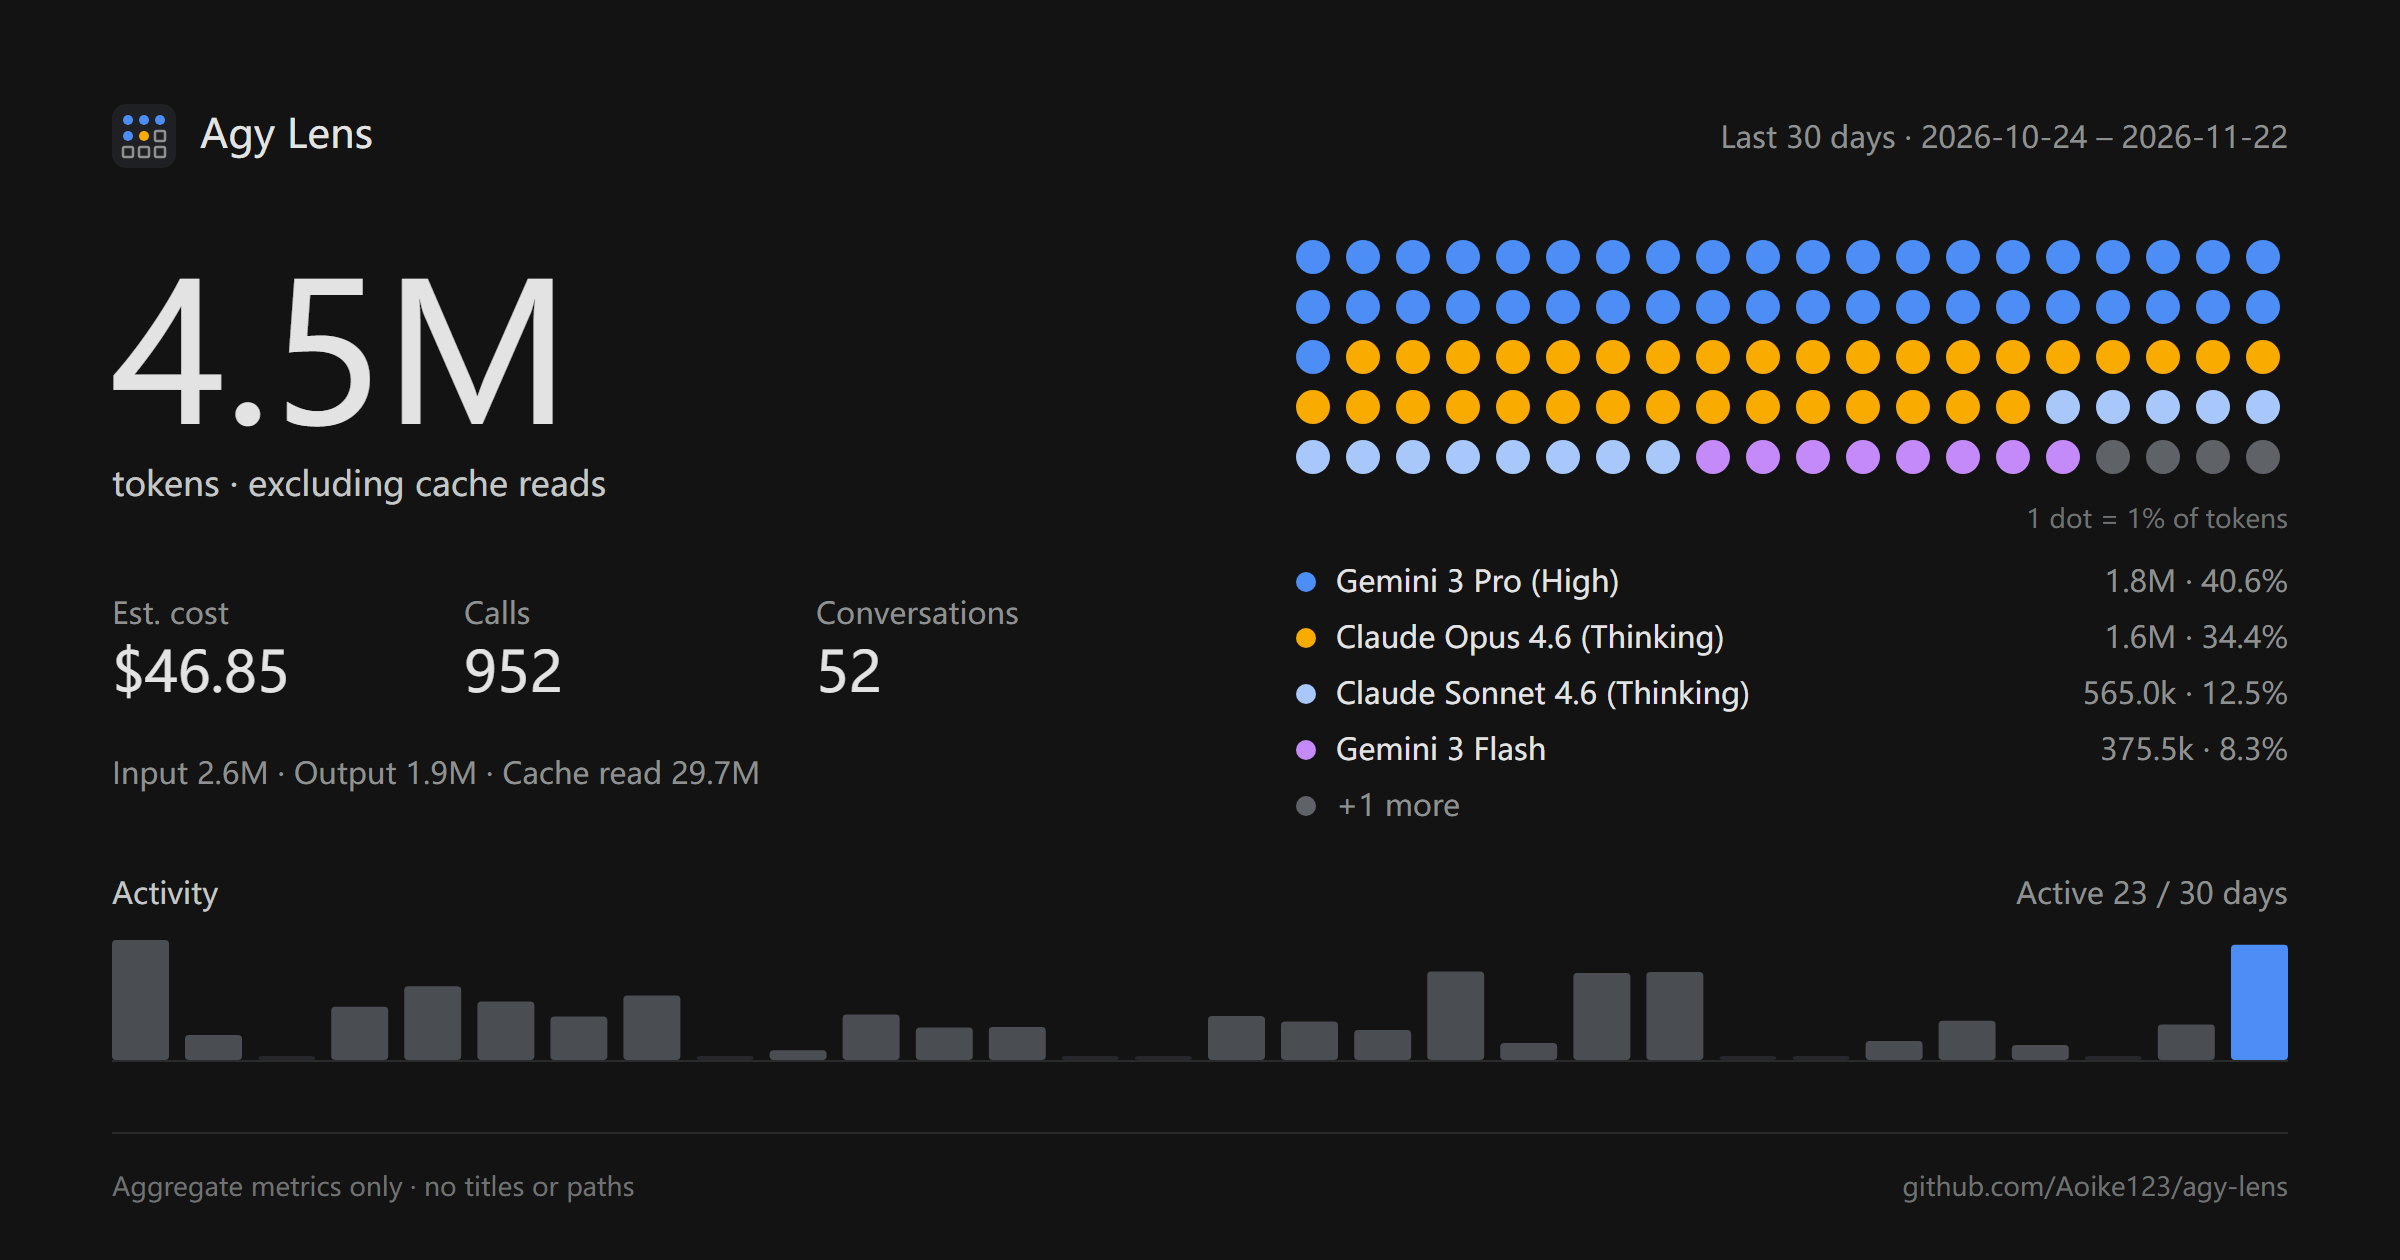 Agy Lens
Last 30 days · 2026-10-24 – 2026-11-22
4.5M
tokens · excluding cache reads
Est. cost
$46.85
Calls
952
Conversations
52
Input 2.6M · Output 1.9M · Cache read 29.7M
1 dot = 1% of tokens
Gemini 3 Pro (High) 1.8M · 40.6%
Claude Opus 4.6 (Thinking) 1.6M · 34.4%
Claude Sonnet 4.6 (Thinking) 565.0k · 12.5%
Gemini 3 Flash 375.5k · 8.3%
+1 more
Activity
Active 23 / 30 days
Aggregate metrics only · no titles or paths
github.com/Aoike123/agy-lens